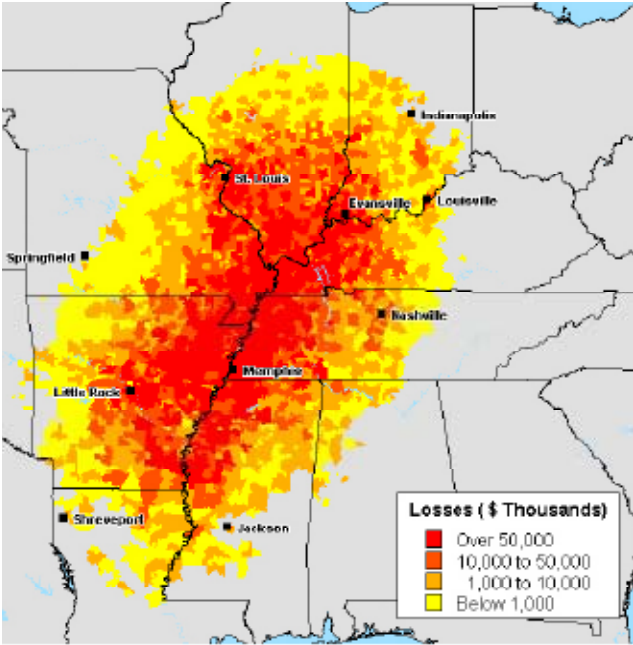 Indianapolis
St. Louis
Evansville
Louisville
Springfield
Nashville
Memphis
Little Rock
Shreveport
Jackson
Losses ($ Thousands)
Over 50,000
10,000 to 50,000
1,000 to 10,000
Below 1,000